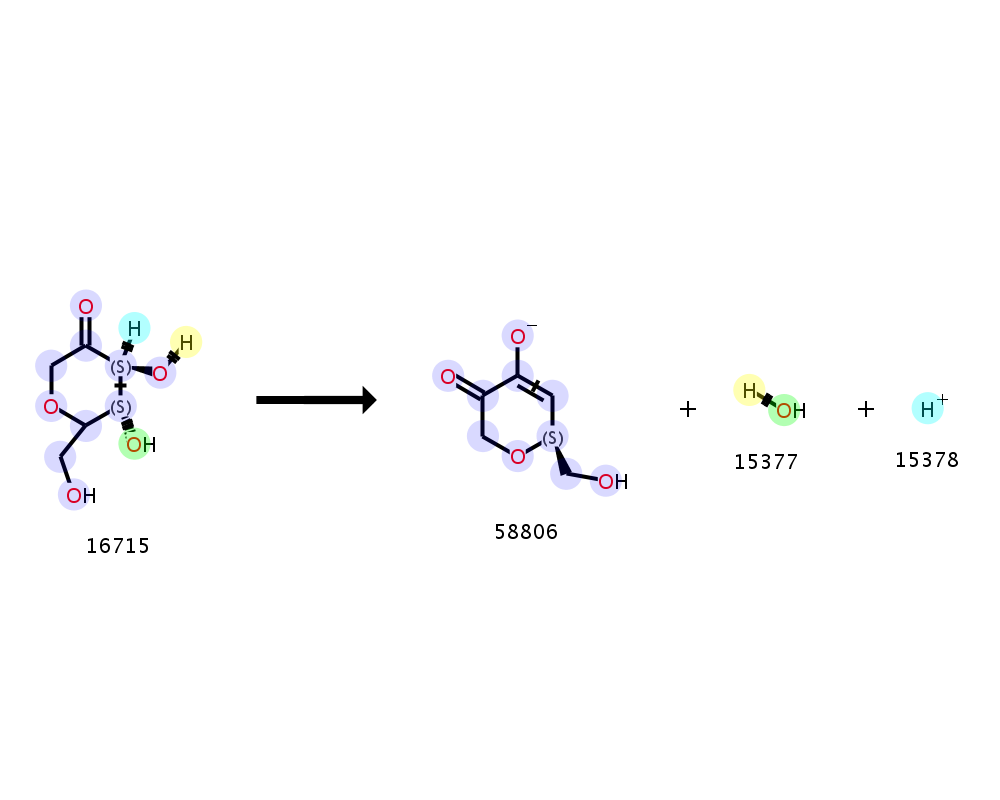 O H H
(S) O
O (S)
OH
OH
16715
O−
O
(S)
O OH
58806
+
H OH
15377
+
H+
15378